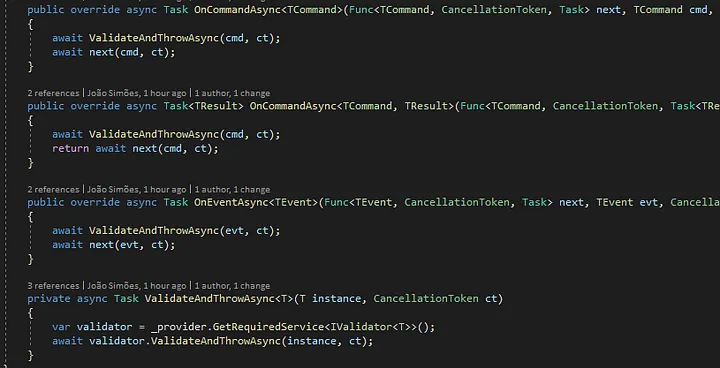 public override async Task OnCommandAsync<TCommand>(Func<TCommand, CancellationToken, Task> next, TCommand cmd,
{
await ValidateAndThrowAsync(cmd, ct);
await next(cmd, ct);
}
2 references | João Simões, 1 hour ago | 1 author, 1 change
public override async Task<TResult> OnCommandAsync<TCommand, TResult>(Func<TCommand, CancellationToken, Task<TRe
{
await ValidateAndThrowAsync(cmd, ct);
return await next(cmd, ct);
}
2 references | João Simões, 1 hour ago | 1 author, 1 change
public override async Task OnEventAsync<TEvent>(Func<TEvent, CancellationToken, Task> next, TEvent evt, Cancella
{
await ValidateAndThrowAsync(evt, ct);
await next(evt, ct);
}
3 references | João Simões, 1 hour ago | 1 author, 1 change
private async Task ValidateAndThrowAsync<T>(T instance, CancellationToken ct)
{
var validator = _provider.GetRequiredService<IValidator<T>>();
await validator.ValidateAndThrowAsync(instance, ct);
}